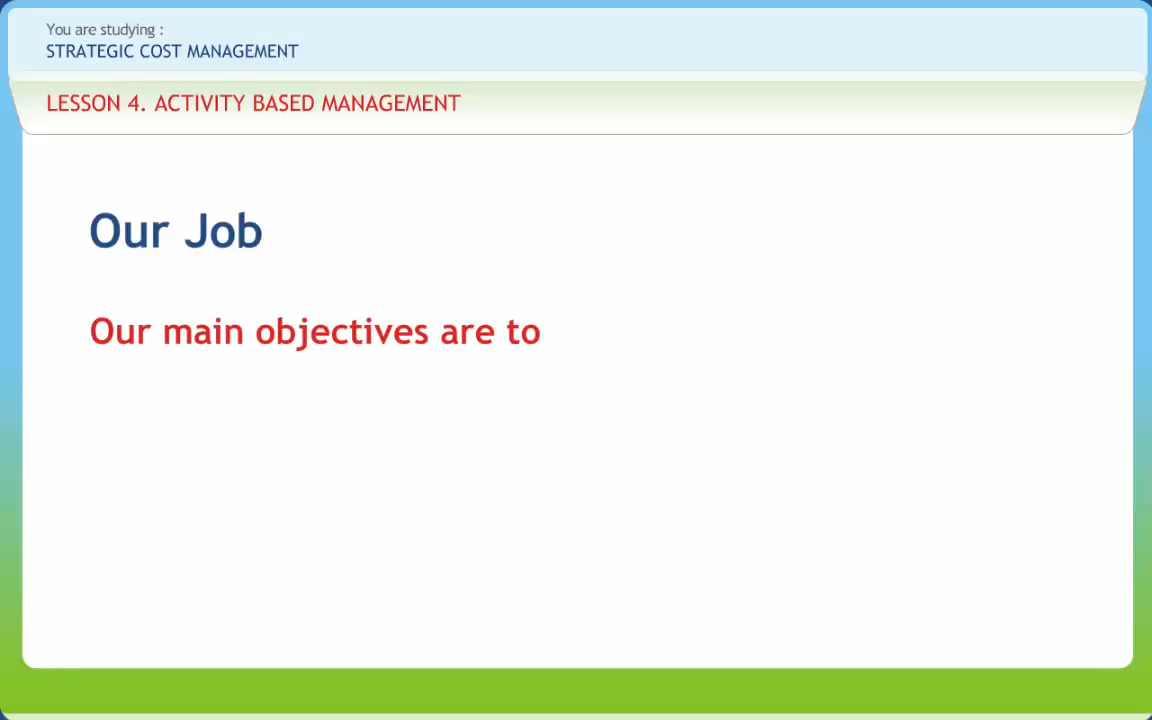 You are studying :
STRATEGIC COST MANAGEMENT
LESSON 4. ACTIVITY BASED MANAGEMENT
Our Job
Our main objectives are to